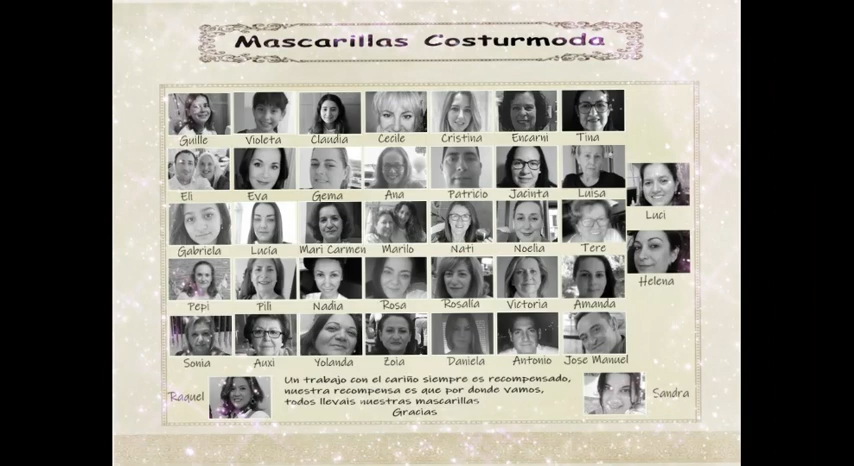 Mascarillas Costurmoda
Guille Violeta Claudia Cecile Cristina Encarni Tina
Eli Eva Gema Ana Patricio Jacinta Luisa
Luci
Gabriela Lucía Mari Carmen Marilo Nati Noelia Tere
Helena
Pepi Pili Nadia Rosa Rosalía Victoria Amanda
Sonia Auxi Yolanda Zoia Daniela Antonio Jose Manuel
Raquel
Un trabajo con el cariño siempre es recompensado,
nuestra recompensa es que por donde vamos,
todos llevais nuestras mascarillas
Gracias
Sandra